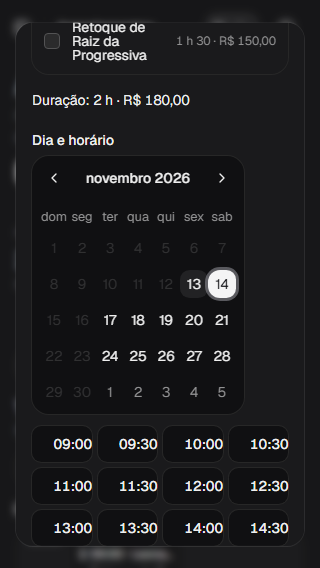 Retoque de
Raiz da
Progressiva
1 h 30 · R$ 150,00
Duração: 2 h · R$ 180,00
Dia e horário
novembro 2026
dom seg ter qua qui sex sab
1 2 3 4 5 6 7
8 9 10 11 12 13 14
15 16 17 18 19 20 21
22 23 24 25 26 27 28
29 30 1 2 3 4 5
09:00 09:30 10:00 10:30
11:00 11:30 12:00 12:30
13:00 13:30 14:00 14:30